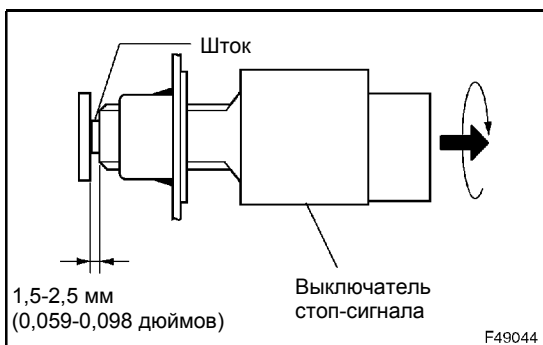 Шток
1,5-2,5 мм
(0,059-0,098 дюймов)
Выключатель
стоп-сигнала
F49044